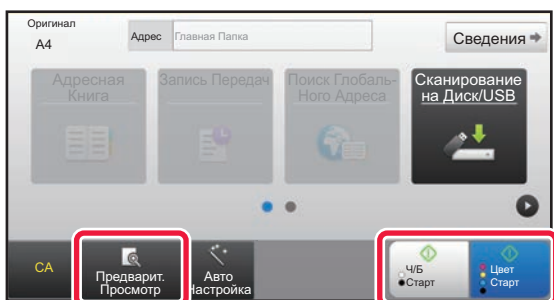 Оригинал
A4
Адрес
Главная Папка
Сведения
Адресная
Книга
Запись Передач
Поиск Глобаль-
Ного Адреса
Сканирование
на Диск/USB
CA
Предварит.
Просмотр
Авто
Настройка
Ч/Б
Старт
Цвет
Старт